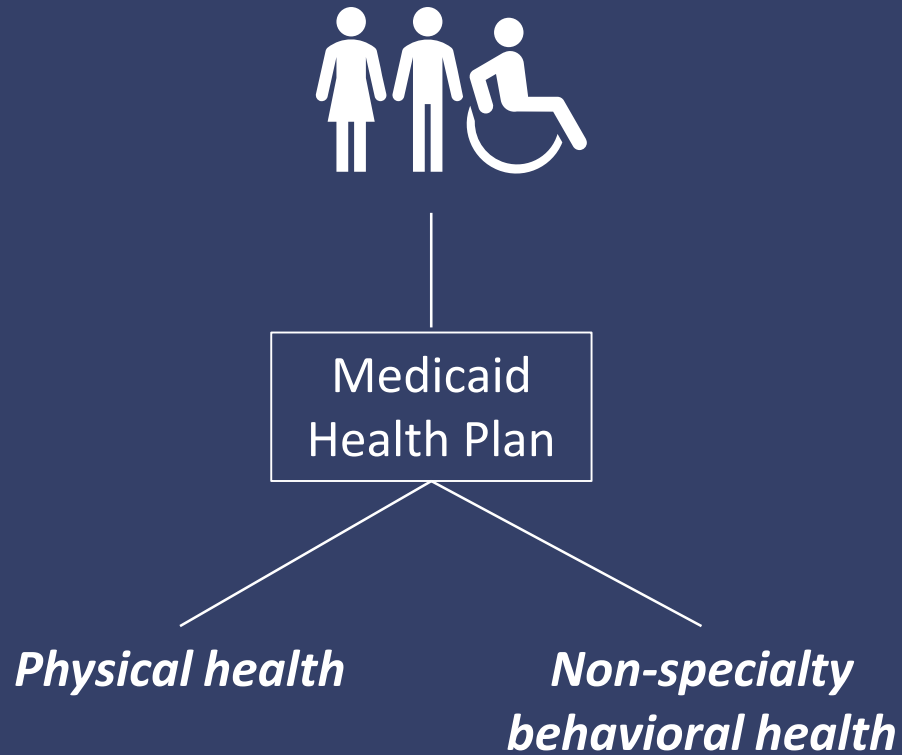 Medicaid
Health Plan
Physical health
Non-specialty
behavioral health